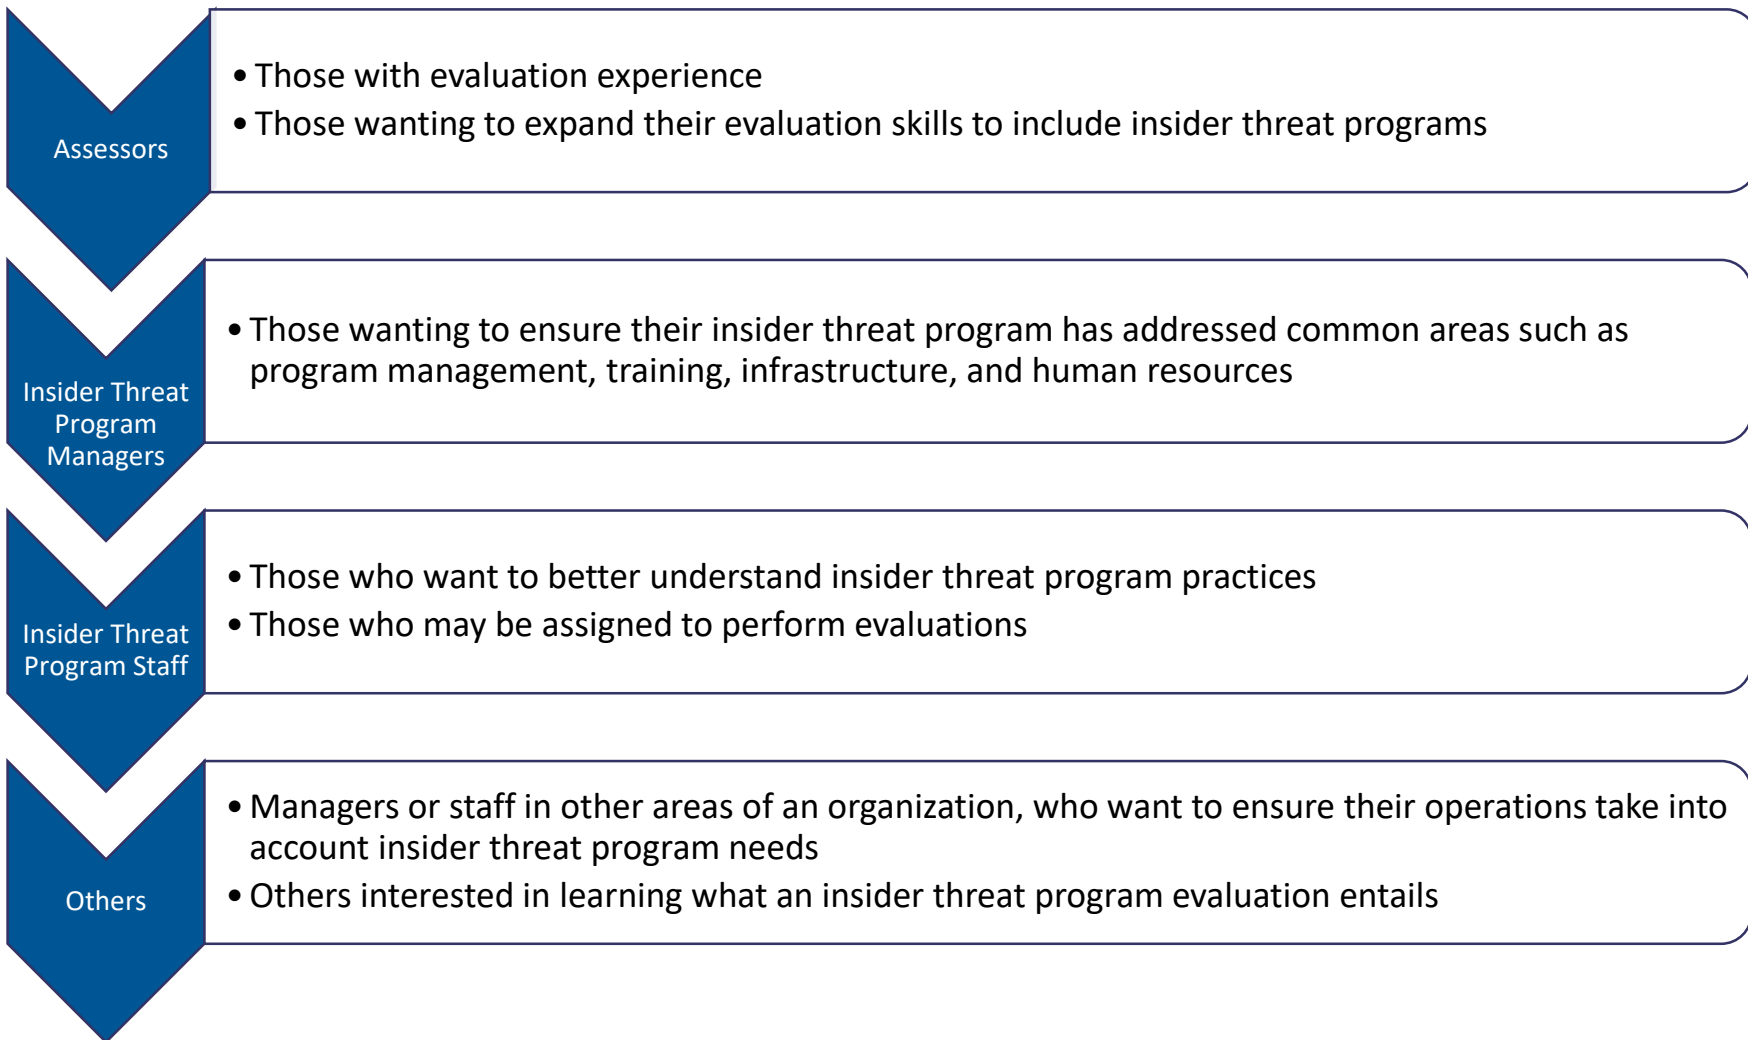 Assessors
• Those with evaluation experience
• Those wanting to expand their evaluation skills to include insider threat programs
Insider Threat
Program
Managers
• Those wanting to ensure their insider threat program has addressed common areas such as
program management, training, infrastructure, and human resources
Insider Threat
Program Staff
• Those who want to better understand insider threat program practices
• Those who may be assigned to perform evaluations
Others
• Managers or staff in other areas of an organization, who want to ensure their operations take into
account insider threat program needs
• Others interested in learning what an insider threat program evaluation entails